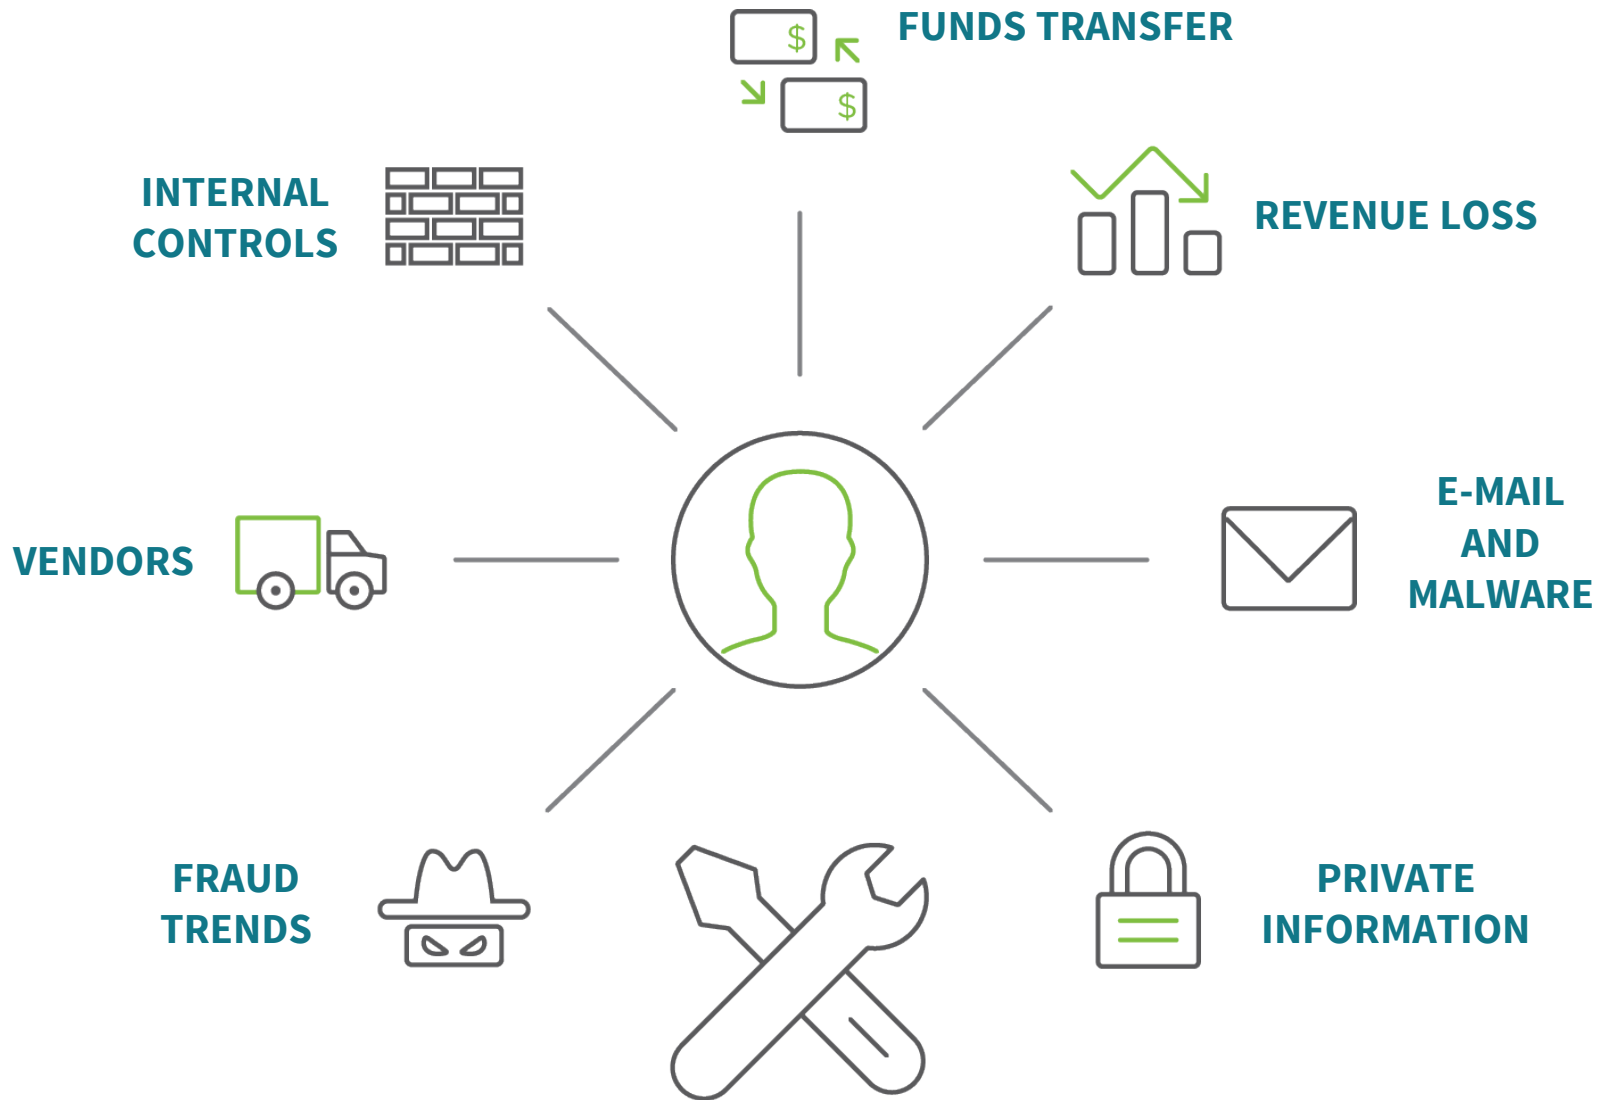 FUNDS TRANSFER
$
$
INTERNAL
CONTROLS
REVENUE LOSS
VENDORS
E-MAIL
AND
MALWARE
FRAUD
TRENDS
PRIVATE
INFORMATION